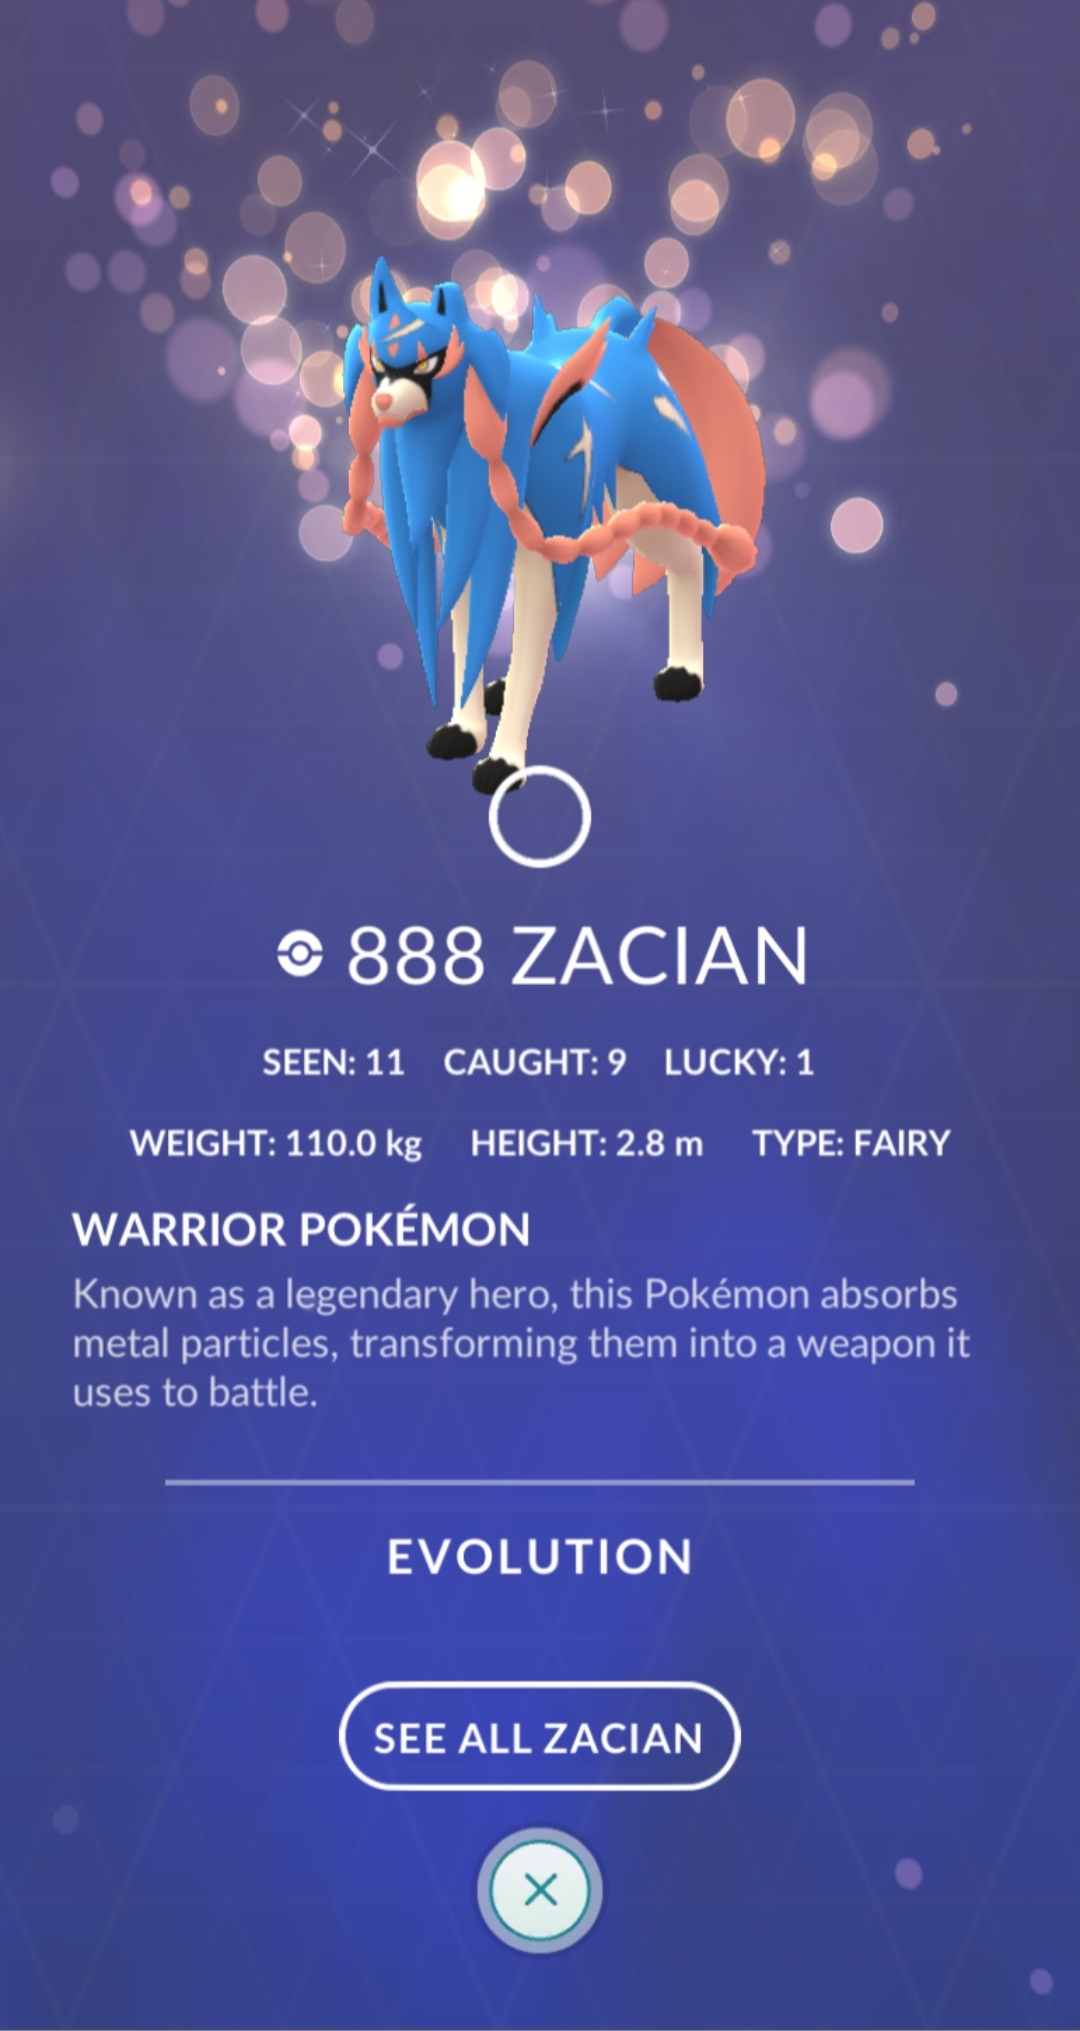 888 ZACIAN
SEEN: 11 CAUGHT: 9 LUCKY: 1
WEIGHT: 110.0 kg HEIGHT: 2.8 m TYPE: FAIRY
WARRIOR POKÉMON
Known as a legendary hero, this Pokémon absorbs
metal particles, transforming them into a weapon it
uses to battle.
EVOLUTION
SEE ALL ZACIAN